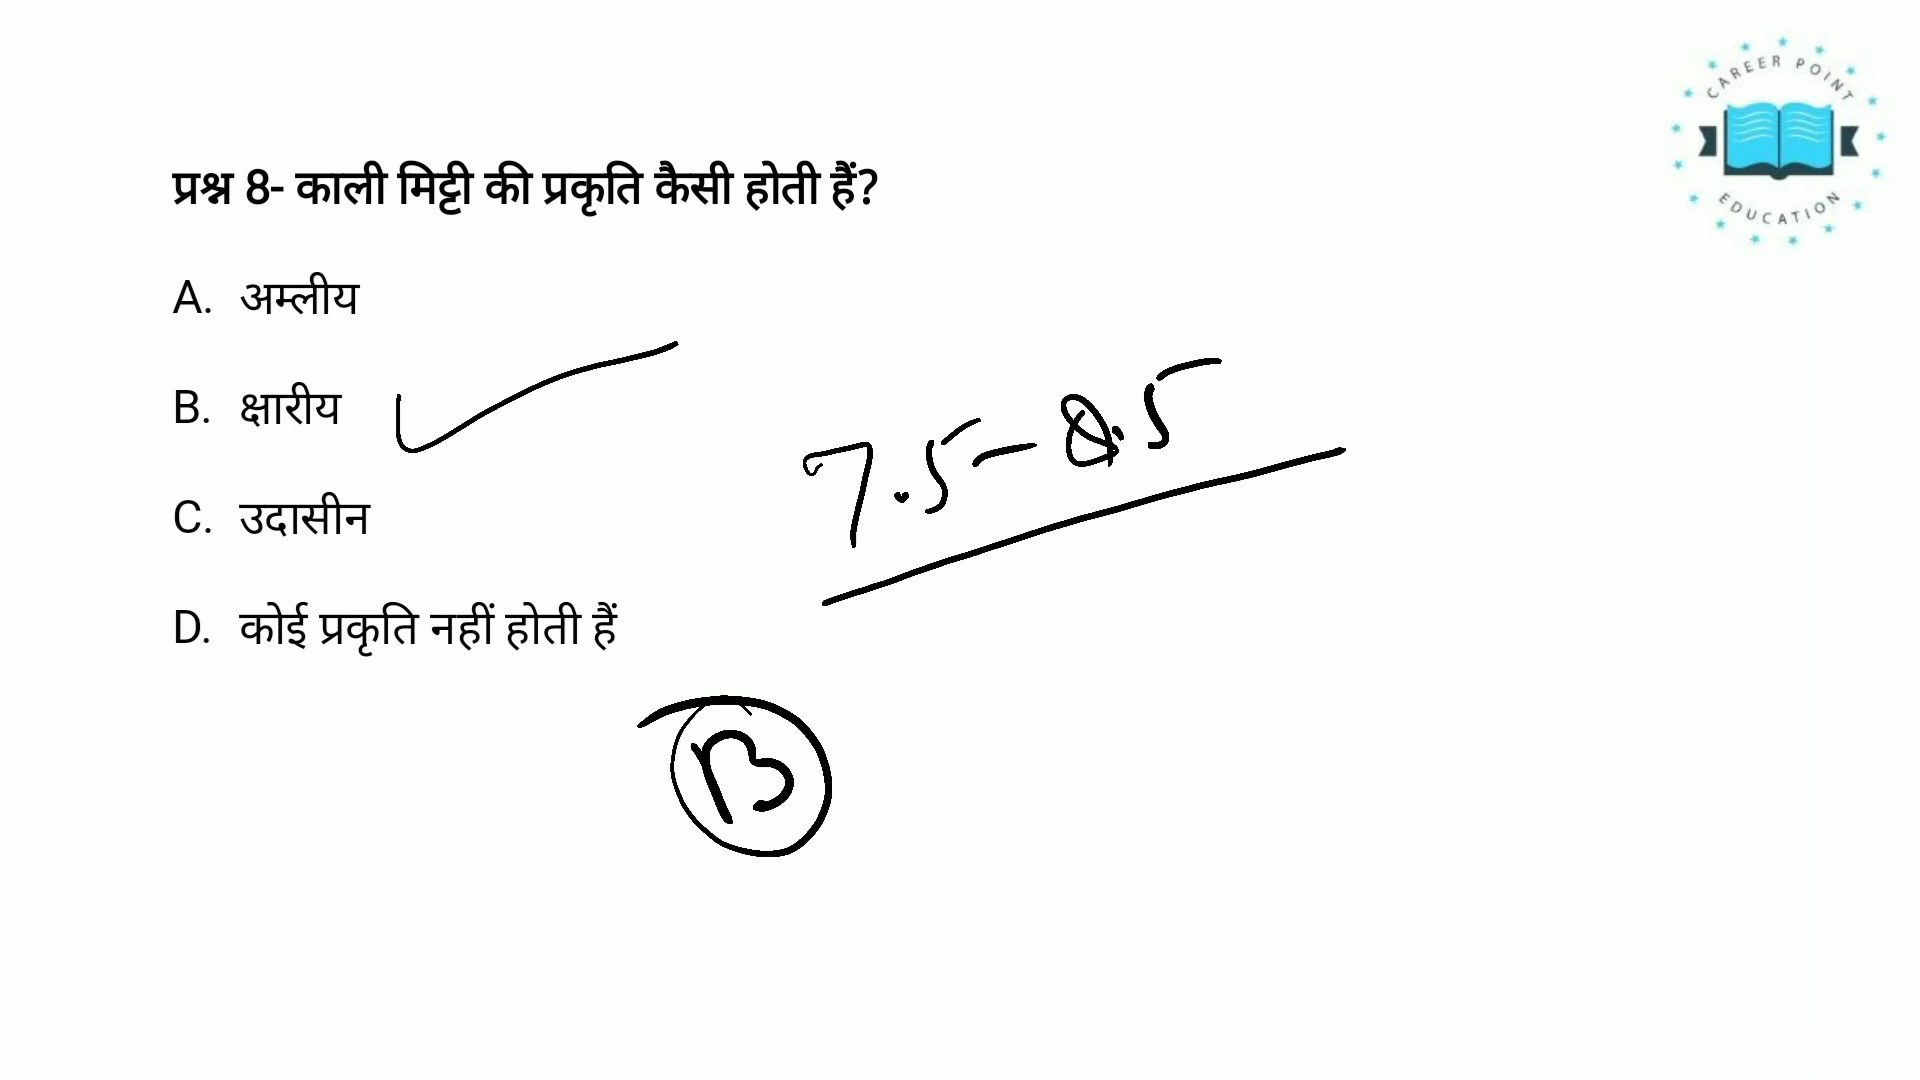 CAREER POINT
EDUCATION
प्रश्न 8- काली मिट्टी की प्रकृति कैसी होती हैं?
A. अम्लीय
B. क्षारीय
7.5-8.5
C. उदासीन
D. कोई प्रकृति नहीं होती हैं
B